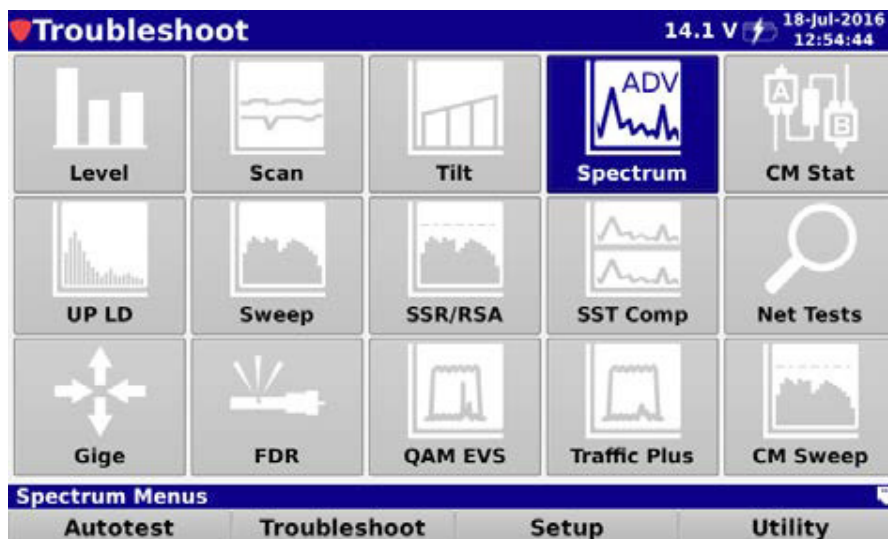 Troubleshoot
14.1 V
18-Jul-2016
12:54:44
Level
Scan
Tilt
ADV
Spectrum
A
B
CM Stat
UP LD
Sweep
SSR/RSA
SST Comp
Net Tests
Gige
FDR
QAM EVS
Traffic Plus
CM Sweep
Spectrum Menus
Autotest
Troubleshoot
Setup
Utility